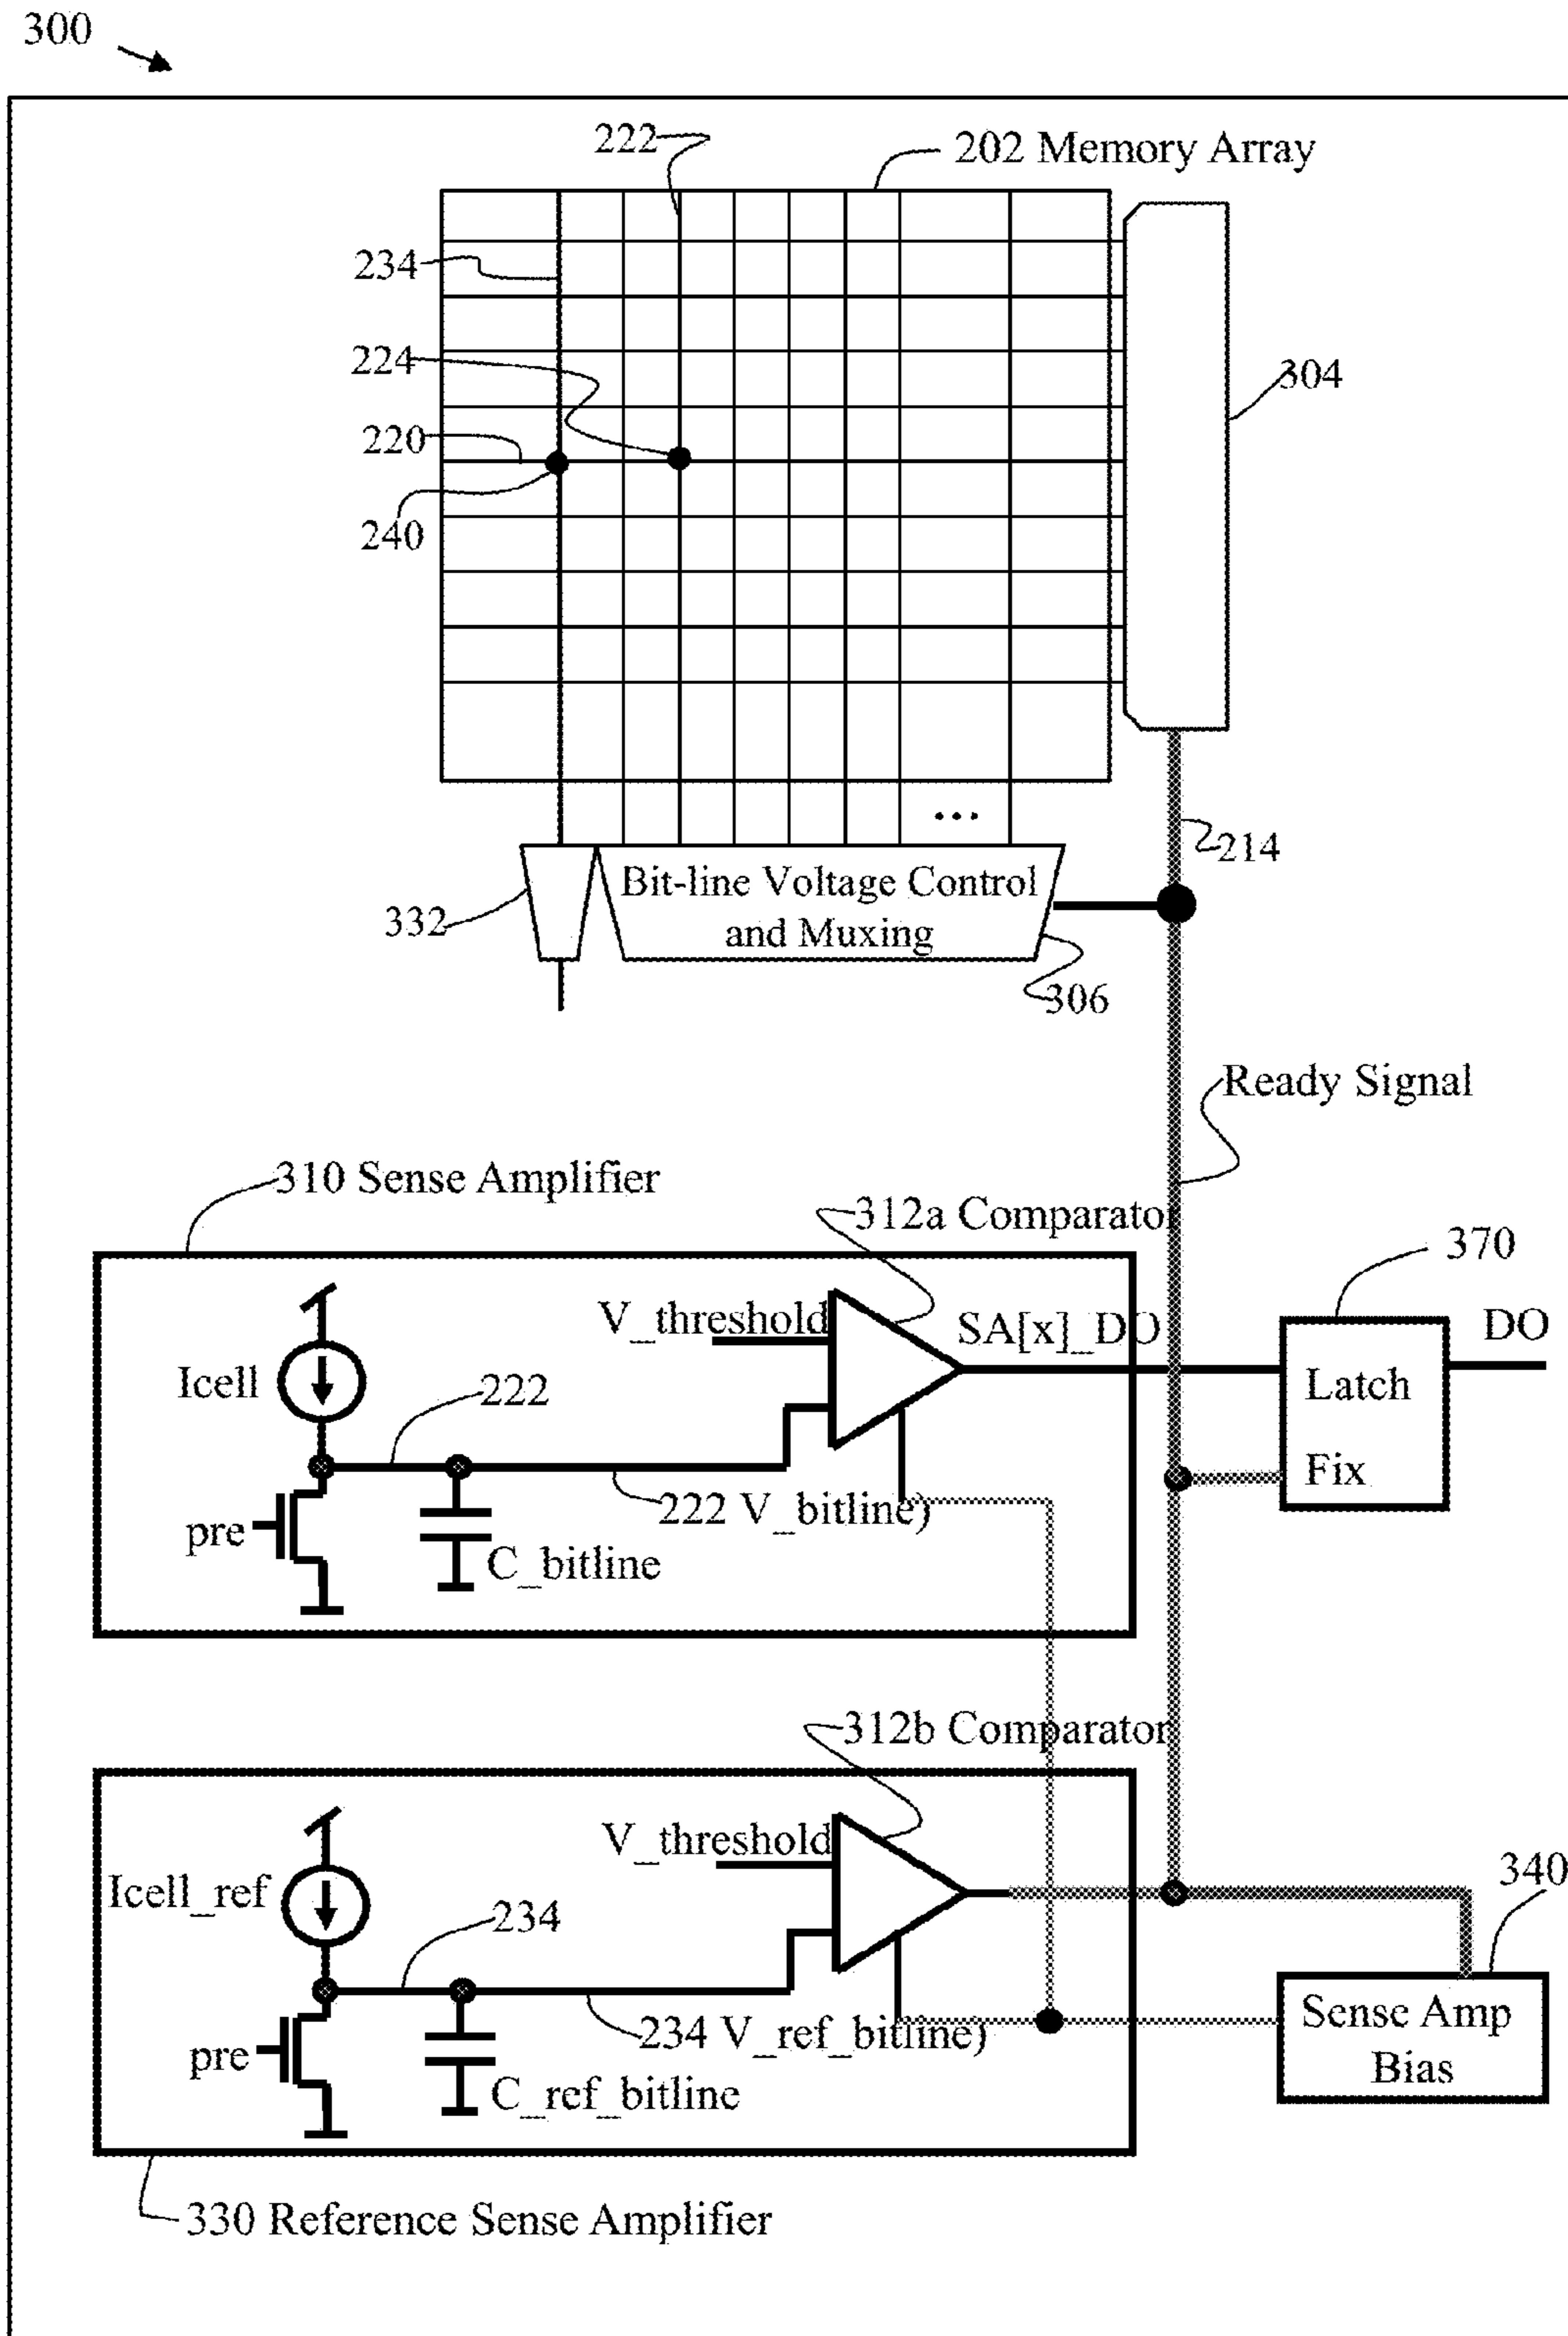 300
222
202 Memory Array
234
224
304
220
240
...
214
Bit-line Voltage Control
and Muxing
332
306
Ready Signal
310 Sense Amplifier
312a Comparator
370
V_threshold
SA[x]_DO
DO
Icell
222
Latch
Fix
222 V_bitline)
pre
C_bitline
312b Comparator
V_threshold
340
Icell_ref
234
Sense Amp
Bias
234 V_ref_bitline)
pre
C_ref_bitline
330 Reference Sense Amplifier